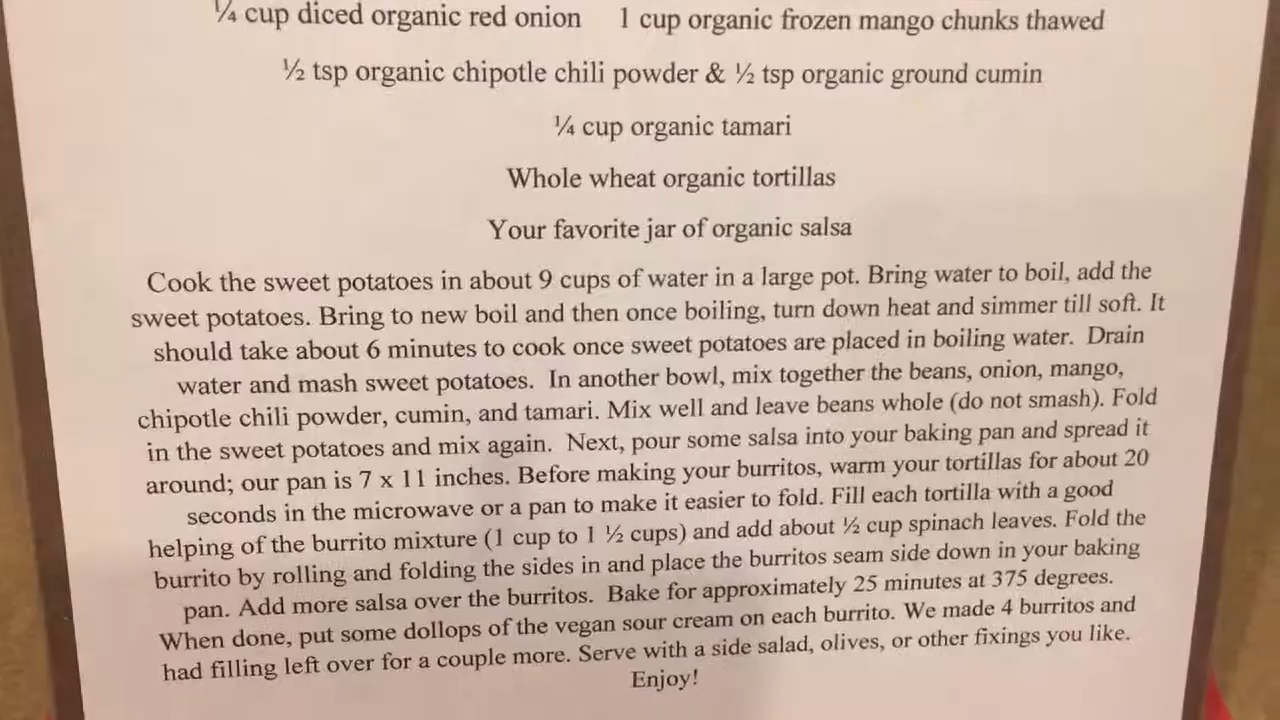 ¼ cup diced organic red onion 1 cup organic frozen mango chunks thawed
½ tsp organic chipotle chili powder & ½ tsp organic ground cumin
¼ cup organic tamari
Whole wheat organic tortillas
Your favorite jar of organic salsa
Cook the sweet potatoes in about 9 cups of water in a large pot. Bring water to boil, add the
sweet potatoes. Bring to new boil and then once boiling, turn down heat and simmer till soft. It
should take about 6 minutes to cook once sweet potatoes are placed in boiling water. Drain
water and mash sweet potatoes. In another bowl, mix together the beans, onion, mango,
chipotle chili powder, cumin, and tamari. Mix well and leave beans whole (do not smash). Fold
in the sweet potatoes and mix again. Next, pour some salsa into your baking pan and spread it
around; our pan is 7 x 11 inches. Before making your burritos, warm your tortillas for about 20
seconds in the microwave or a pan to make it easier to fold. Fill each tortilla with a good
helping of the burrito mixture (1 cup to 1 ½ cups) and add about ½ cup spinach leaves. Fold the
burrito by rolling and folding the sides in and place the burritos seam side down in your baking
pan. Add more salsa over the burritos. Bake for approximately 25 minutes at 375 degrees.
When done, put some dollops of the vegan sour cream on each burrito. We made 4 burritos and
had filling left over for a couple more. Serve with a side salad, olives, or other fixings you like.
Enjoy!